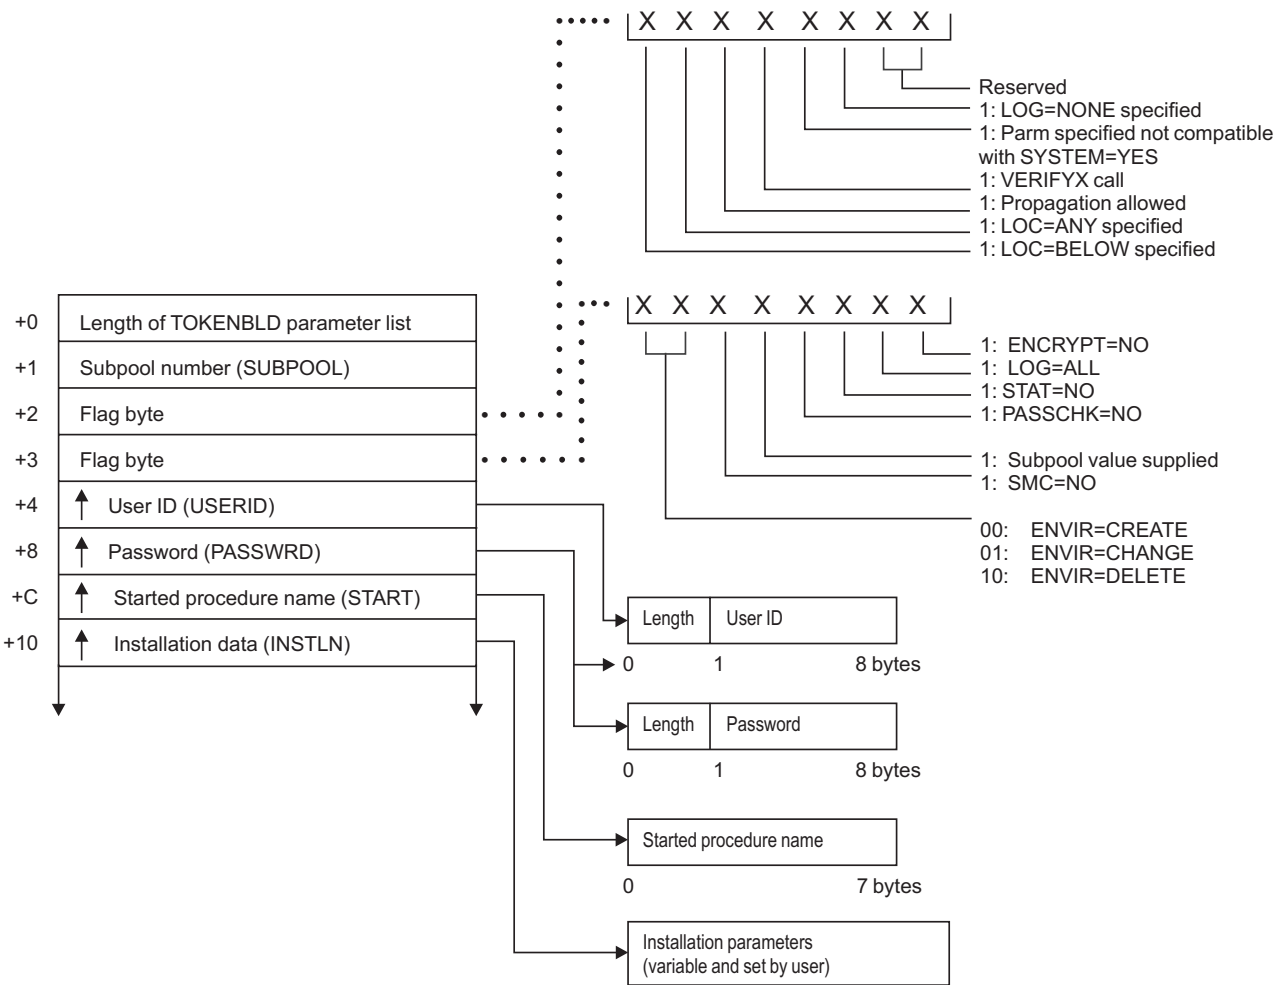 X X X X X X X X
Reserved
1: LOG=NONE specified
1: Parm specified not compatible
with SYSTEM=YES
1: VERIFYX call
1: Propagation allowed
1: LOC=ANY specified
1: LOC=BELOW specified
X X X X X X X X
1: ENCRYPT=NO
1: LOG=ALL
1: STAT=NO
1: PASSCHK=NO
1: Subpool value supplied
1: SMC=NO
00: ENVIR=CREATE
01: ENVIR=CHANGE
10: ENVIR=DELETE
+0 Length of TOKENBLD parameter list
+1 Subpool number (SUBPOOL)
+2 Flag byte
+3 Flag byte
+4 User ID (USERID)
+8 Password (PASSWRD)
+C Started procedure name (START)
+10 Installation data (INSTLN)
Length User ID
0 1 8 bytes
Length Password
0 1 8 bytes
Started procedure name
0 7 bytes
Installation parameters
(variable and set by user)